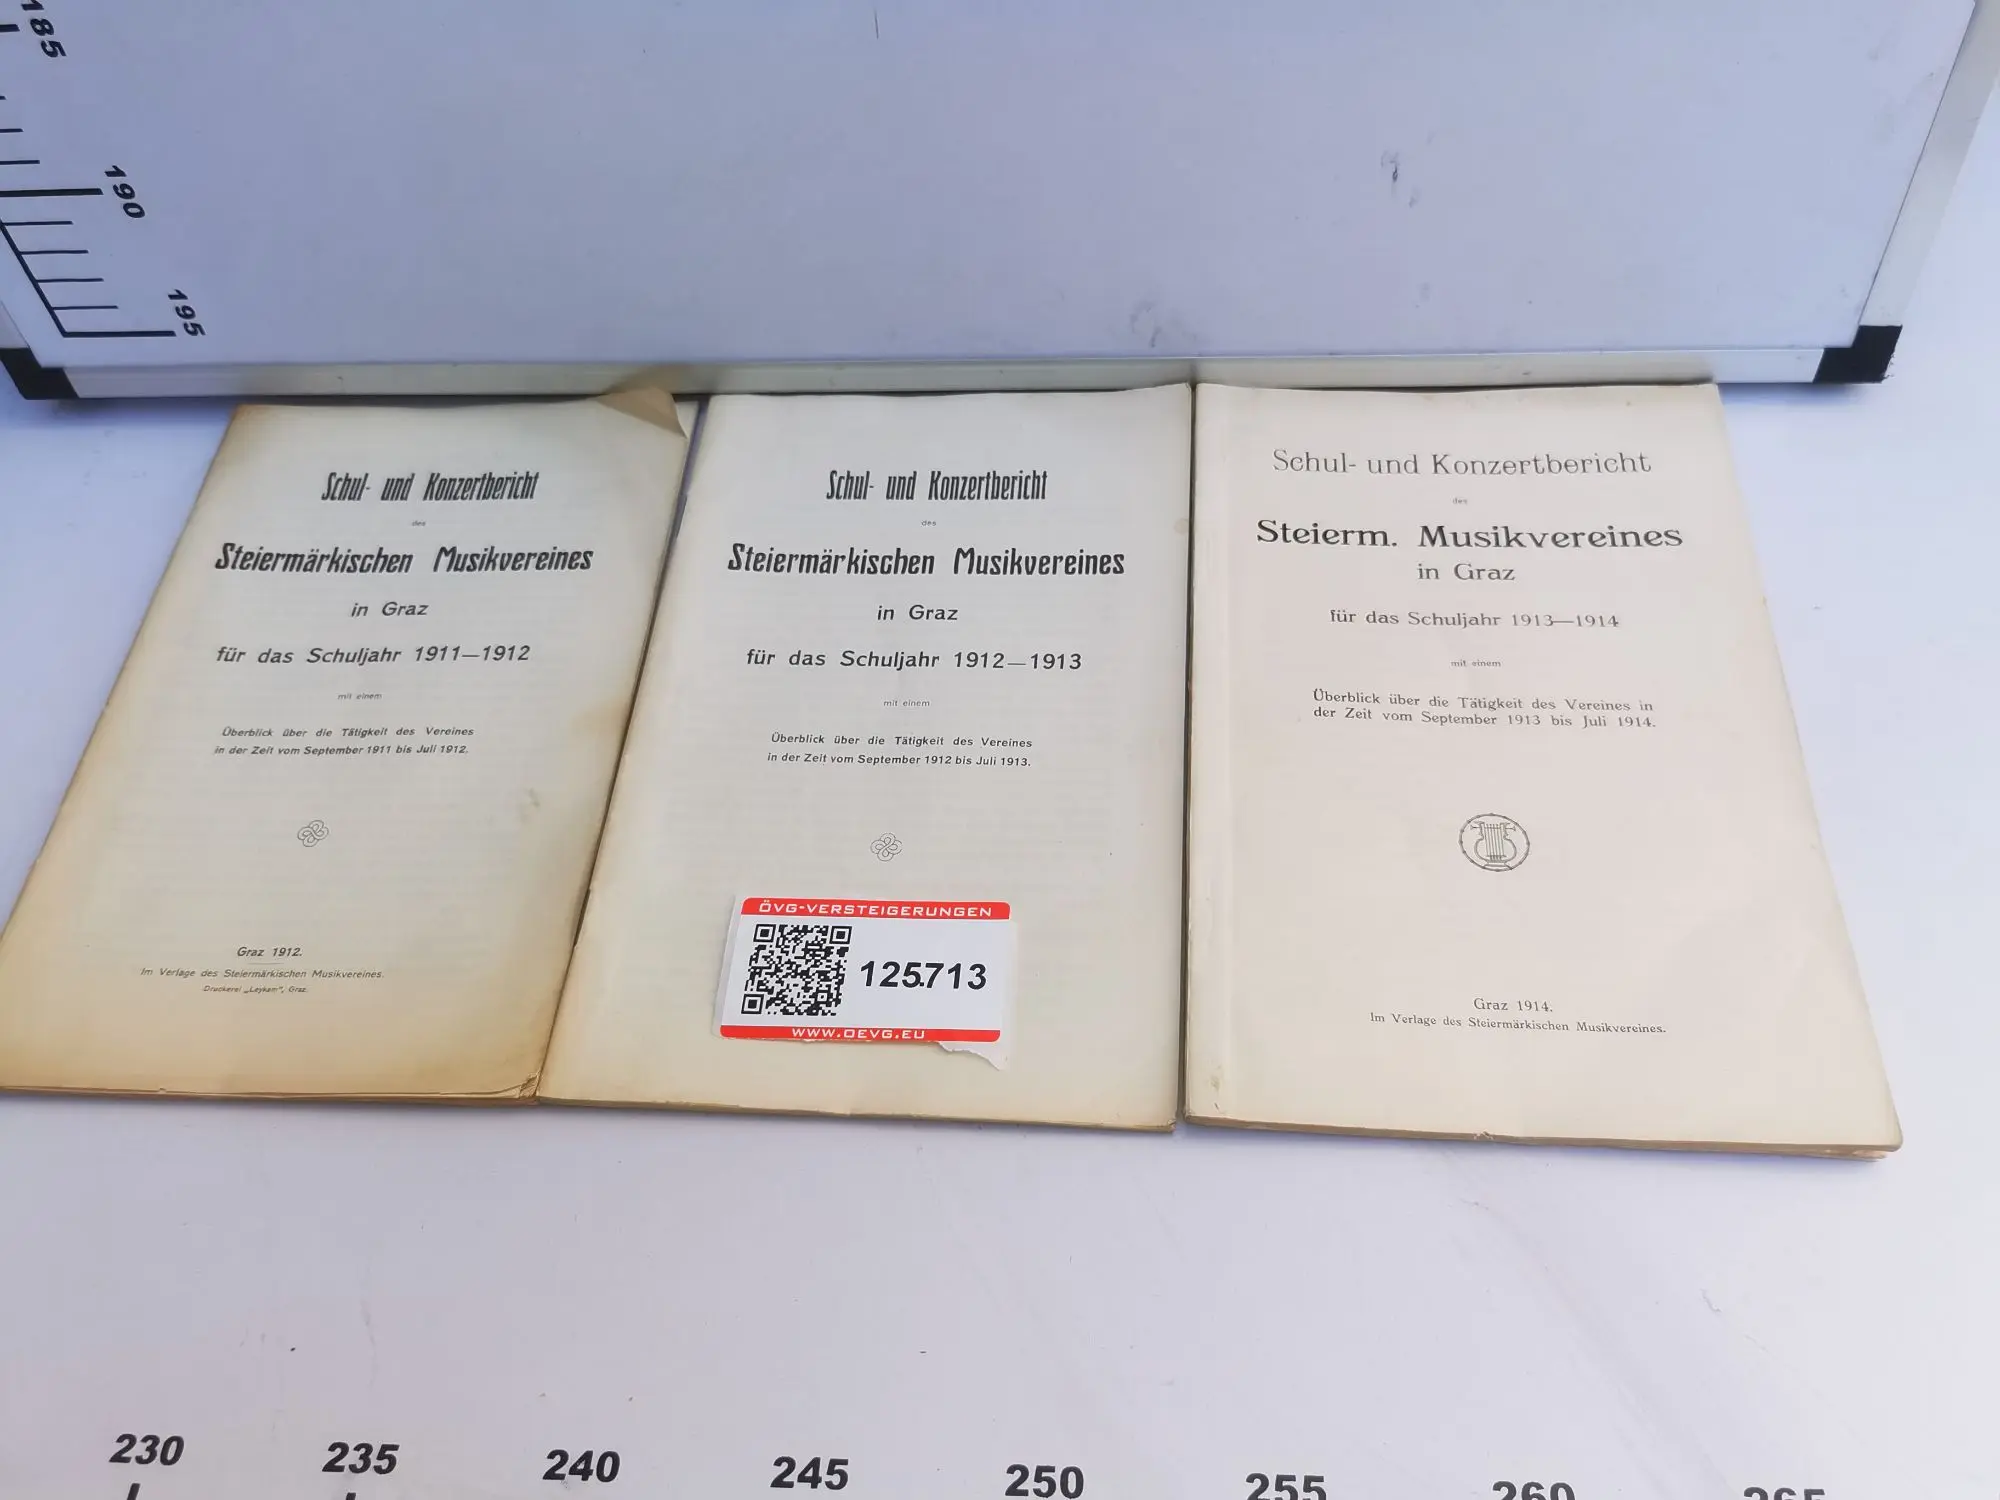 185
190
195
Schul- und Konzertbericht
des
Steiermärkischen Musikvereines
in Graz
für das Schuljahr 1911—1912
mit einem
Überblick über die Tätigkeit des Vereines
in der Zeit vom September 1911 bis Juli 1912.
Graz 1912.
Im Verlage des Steiermärkischen Musikvereines.
Druckerei „Leykam", Graz.
Schul- und Konzertbericht
des
Steiermärkischen Musikvereines
in Graz
für das Schuljahr 1912—1913
mit einem
Überblick über die Tätigkeit des Vereines
in der Zeit vom September 1912 bis Juli 1913.
ÖVG-VERSTEIGERUNGEN
125.713
WWW.OEVG.EU
Schul- und Konzertbericht
des
Steierm. Musikvereines
in Graz
für das Schuljahr 1913—1914
mit einem
Überblick über die Tätigkeit des Vereines in
der Zeit vom September 1913 bis Juli 1914.
Graz 1914.
Im Verlage des Steiermärkischen Musikvereines.
230 235 240 245 250 255 260 265